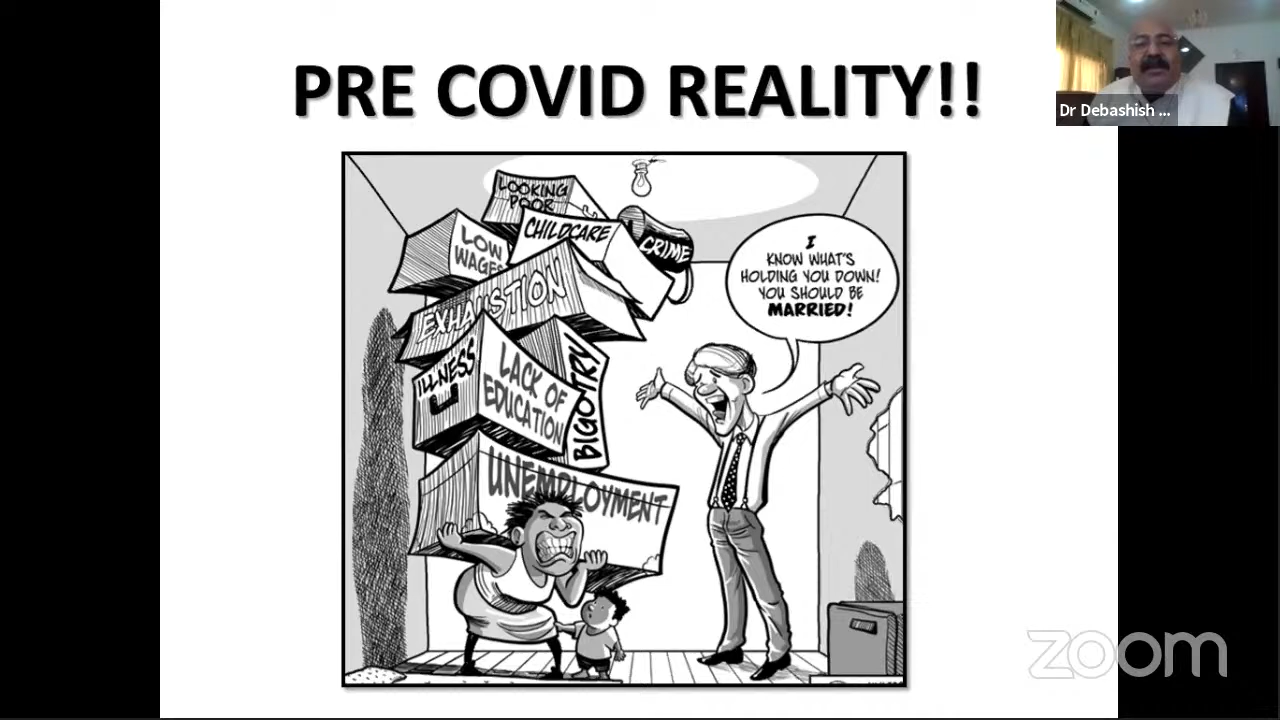 PRE COVID REALITY!!
Dr Debashish ...
LOOKING
POOR
CHILDCARE
CRIME
LOW
WAGES
EXHAUSTION
ILLNESS
LACK OF
EDUCATION
BIGOTRY
UNEMPLOYMENT
I
KNOW WHAT'S
HOLDING YOU DOWN!
YOU SHOULD BE
MARRIED!
zoom